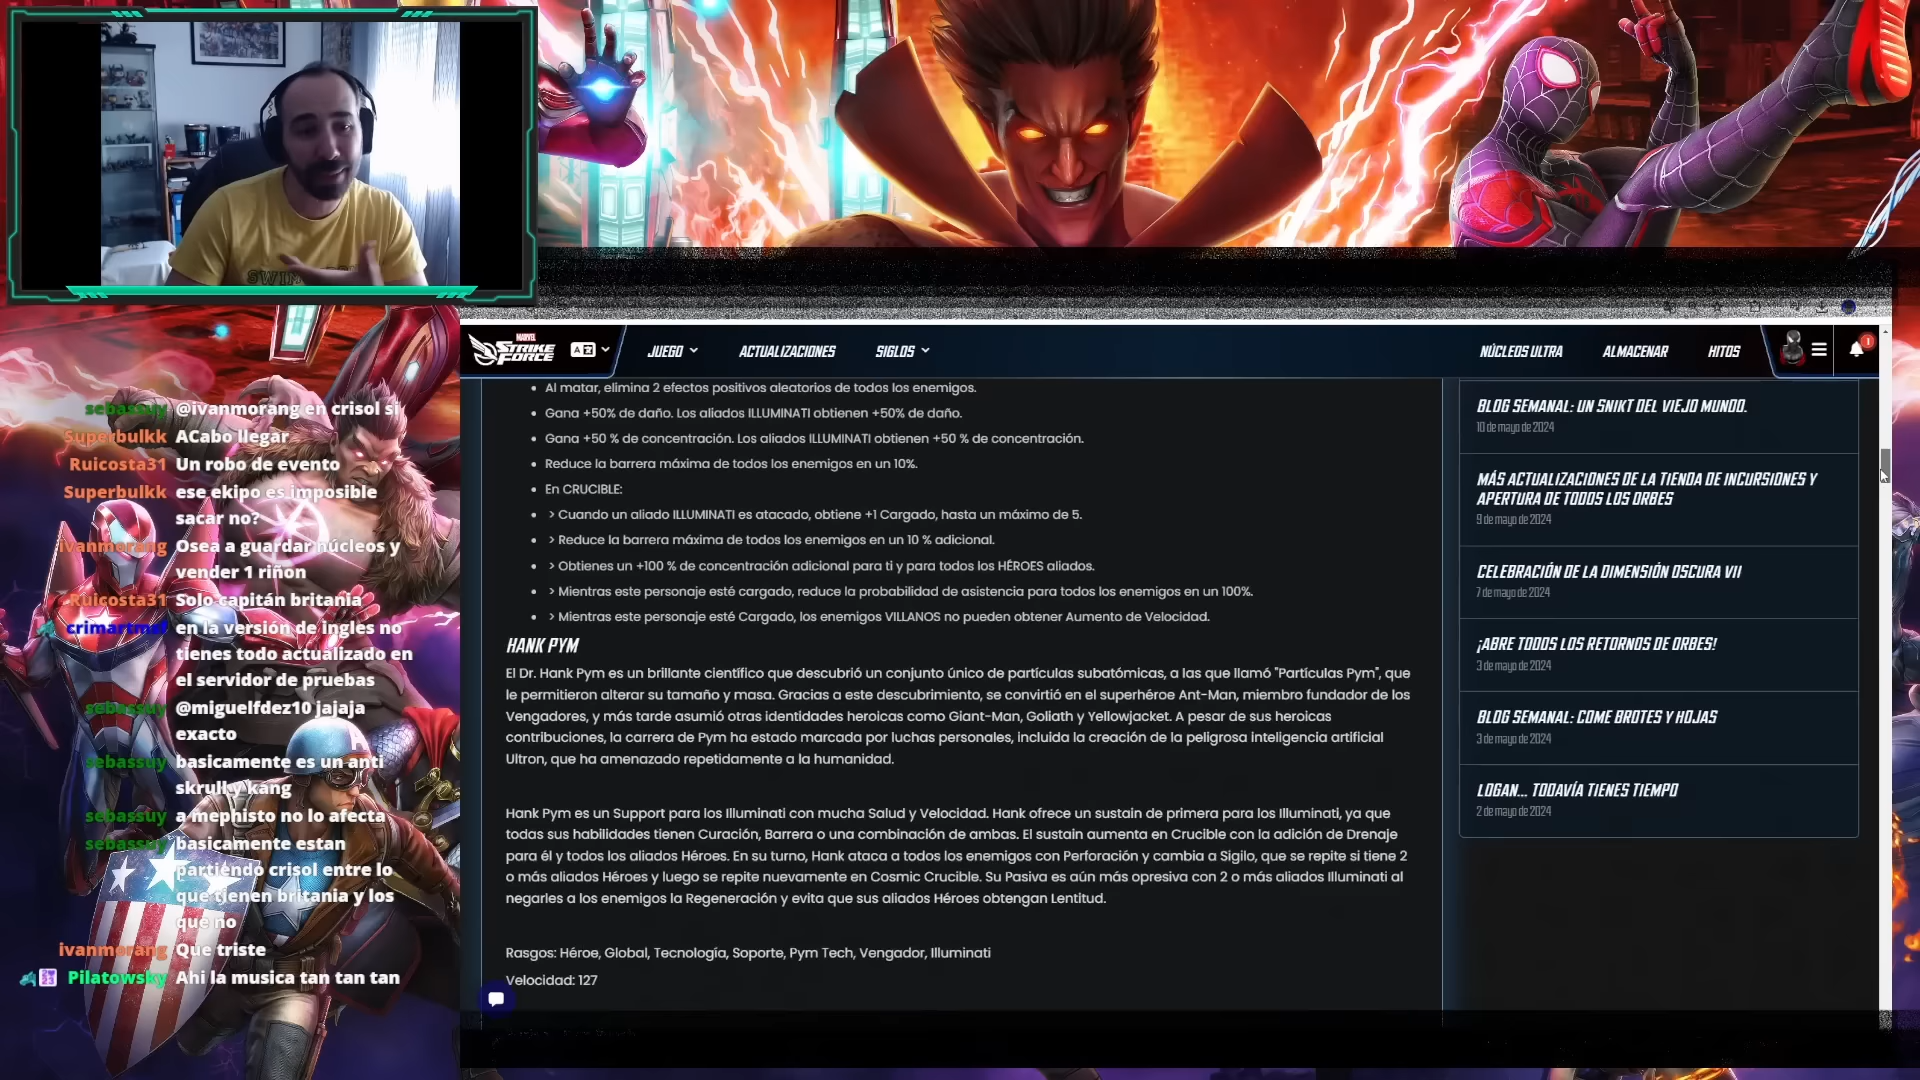 SWIN
MARVEL
STRIKE
FORCE
JUEGO
ACTUALIZACIONES
SIGLOS
NÚCLEOS ULTRA
ALMACENAR
HITOS
1
Al matar, elimina 2 efectos positivos aleatorios de todos los enemigos.
Gana +50% de daño. Los aliados ILLUMINATI obtienen +50% de daño.
Gana +50 % de concentración. Los aliados ILLUMINATI obtienen +50 % de concentración.
Reduce la barrera máxima de todos los enemigos en un 10%.
En CRUCIBLE:
> Cuando un aliado ILLUMINATI es atacado, obtiene +1 Cargado, hasta un máximo de 5.
> Reduce la barrera máxima de todos los enemigos en un 10 % adicional.
> Obtienes un +100 % de concentración adicional para ti y para todos los HÉROES aliados.
> Mientras este personaje esté cargado, reduce la probabilidad de asistencia para todos los enemigos en un 100%.
> Mientras este personaje esté Cargado, los enemigos VILLANOS no pueden obtener Aumento de Velocidad.
HANK PYM
El Dr. Hank Pym es un brillante científico que descubrió un conjunto único de partículas subatómicas, a las que llamó "Partículas Pym", que
le permitieron alterar su tamaño y masa. Gracias a este descubrimiento, se convirtió en el superhéroe Ant-Man, miembro fundador de los
Vengadores, y más tarde asumió otras identidades heroicas como Giant-Man, Goliath y Yellowjacket. A pesar de sus heroicas
contribuciones, la carrera de Pym ha estado marcada por luchas personales, incluida la creación de la peligrosa inteligencia artificial
Ultron, que ha amenazado repetidamente a la humanidad.
Hank Pym es un Support para los Illuminati con mucha Salud y Velocidad. Hank ofrece un sustain de primera para los Illuminati, ya que
todas sus habilidades tienen Curación, Barrera o una combinación de ambas. El sustain aumenta en Crucible con la adición de Drenaje
para él y todos los aliados Héroes. En su turno, Hank ataca a todos los enemigos con Perforación y cambia a Sigilo, que se repite si tiene 2
o más aliados Héroes y luego se repite nuevamente en Cosmic Crucible. Su Pasiva es aún más opresiva con 2 o más aliados Illuminati al
negarles a los enemigos la Regeneración y evita que sus aliados Héroes obtengan Lentitud.
Rasgos: Héroe, Global, Tecnología, Soporte, Pym Tech, Vengador, Illuminati
Velocidad: 127
BLOG SEMANAL: UN SNIKT DEL VIEJO MUNDO.
10 de mayo de 2024
MÁS ACTUALIZACIONES DE LA TIENDA DE INCURSIONES Y
APERTURA DE TODOS LOS ORBES
9 de mayo de 2024
CELEBRACIÓN DE LA DIMENSIÓN OSCURA VII
7 de mayo de 2024
¡ABRE TODOS LOS RETORNOS DE ORBES!
3 de mayo de 2024
BLOG SEMANAL: COME BROTES Y HOJAS
3 de mayo de 2024
LOGAN... TODAVÍA TIENES TIEMPO
2 de mayo de 2024
sebassuy @ivanmorang en crisol si
Superbulkk ACabo llegar
Ruicosta31 Un robo de evento
Superbulkk ese ekipo es imposible
sacar no?
ivanmorang Osea a guardar núcleos y
vender 1 riñon
Ruicosta31 Solo capitán britania
crimartmaf en la versión de ingles no
tienes todo actualizado en
el servidor de pruebas
sebassuy @miguelfdez10 jajaja
exacto
sebassuy basicamente es un anti
skrull y kang
sebassuy a mephisto no lo afecta
sebassuy basicamente estan
partiendo crisol entre lo
que tienen britania y los
que no
ivanmorang Que triste
Pilatowsky Ahi la musica tan tan tan